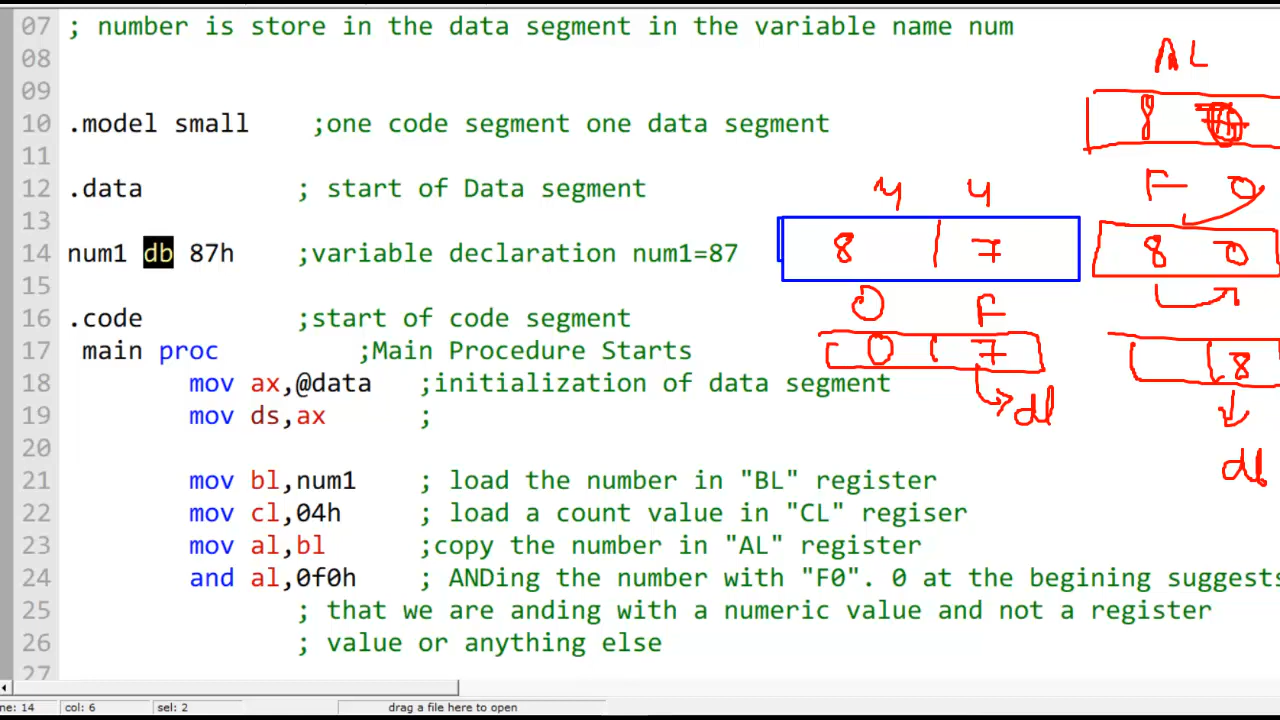 07 ; number is store in the data segment in the variable name num
08
09
10 .model small ;one code segment one data segment
11
12 .data ; start of Data segment
13
14 num1 db 87h ;variable declaration num1=87
15
16 .code ;start of code segment
17 main proc ;Main Procedure Starts
18 mov ax,@data ;initialization of data segment
19 mov ds,ax ;
20
21 mov bl,num1 ; load the number in "BL" register
22 mov cl,04h ; load a count value in "CL" regiser
23 mov al,bl ;copy the number in "AL" register
24 and al,0f0h ; ANDing the number with "F0". 0 at the begining suggests
25 ; that we are anding with a numeric value and not a register
26 ; value or anything else
27
4 4
8 7
0 F
0 7
dl
AL
8
F 0
8 0
8
dl
ne: 14 col: 6 sel: 2 drag a file here to open